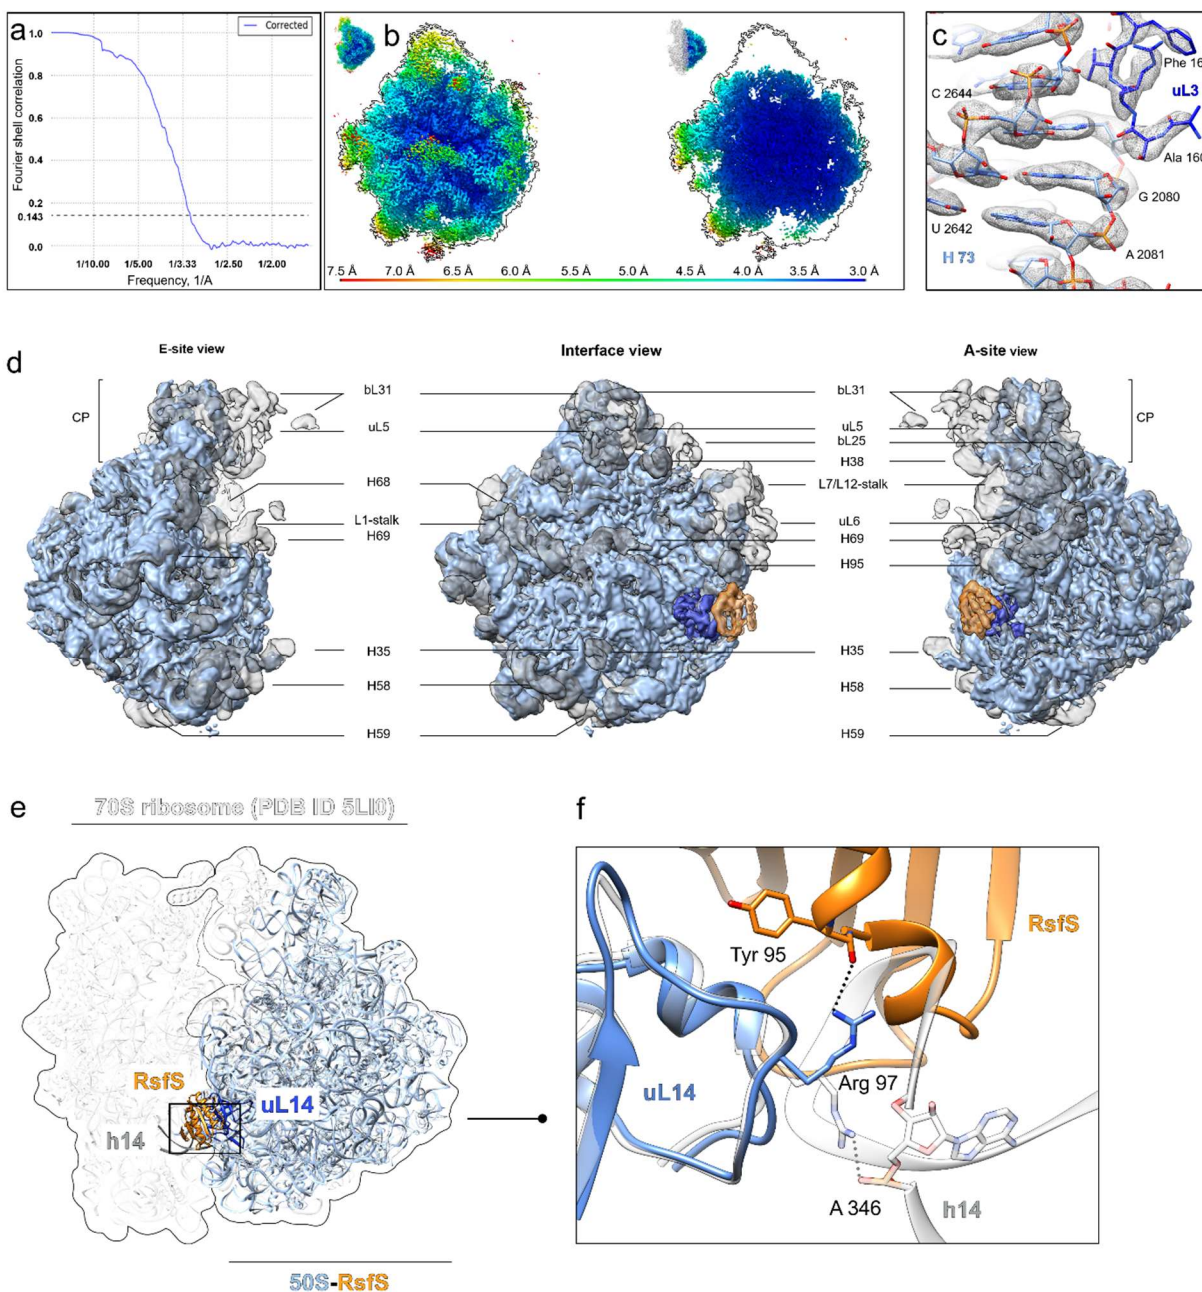 a
Corrected
Fourier shell correlation
1.0
0.8
0.6
0.4
0.2
0.143
0.0
1/10.00 1/5.00 1/3.33 1/2.50 1/2.00
Frequency, 1/A
b
7.5 Å 7.0 Å 6.5 Å 6.0 Å 5.5 Å 5.0 Å 4.5 Å 4.0 Å 3.5 Å 3.0 Å
c
Phe 16
uL3
C 2644
Ala 160
G 2080
U 2642
A 2081
H 73
d
E-site view
Interface view
A-site view
CP
bL31
uL5
H68
L1-stalk
H69
H35
H58
H59
bL31
uL5
bL25
H38
L7/L12-stalk
uL6
H69
H95
H35
H58
H59
CP
e
70S ribosome (PDB ID 5LI0)
RsfS
uL14
h14
50S-RsfS
f
RsfS
Tyr 95
Arg 97
uL14
A 346
h14